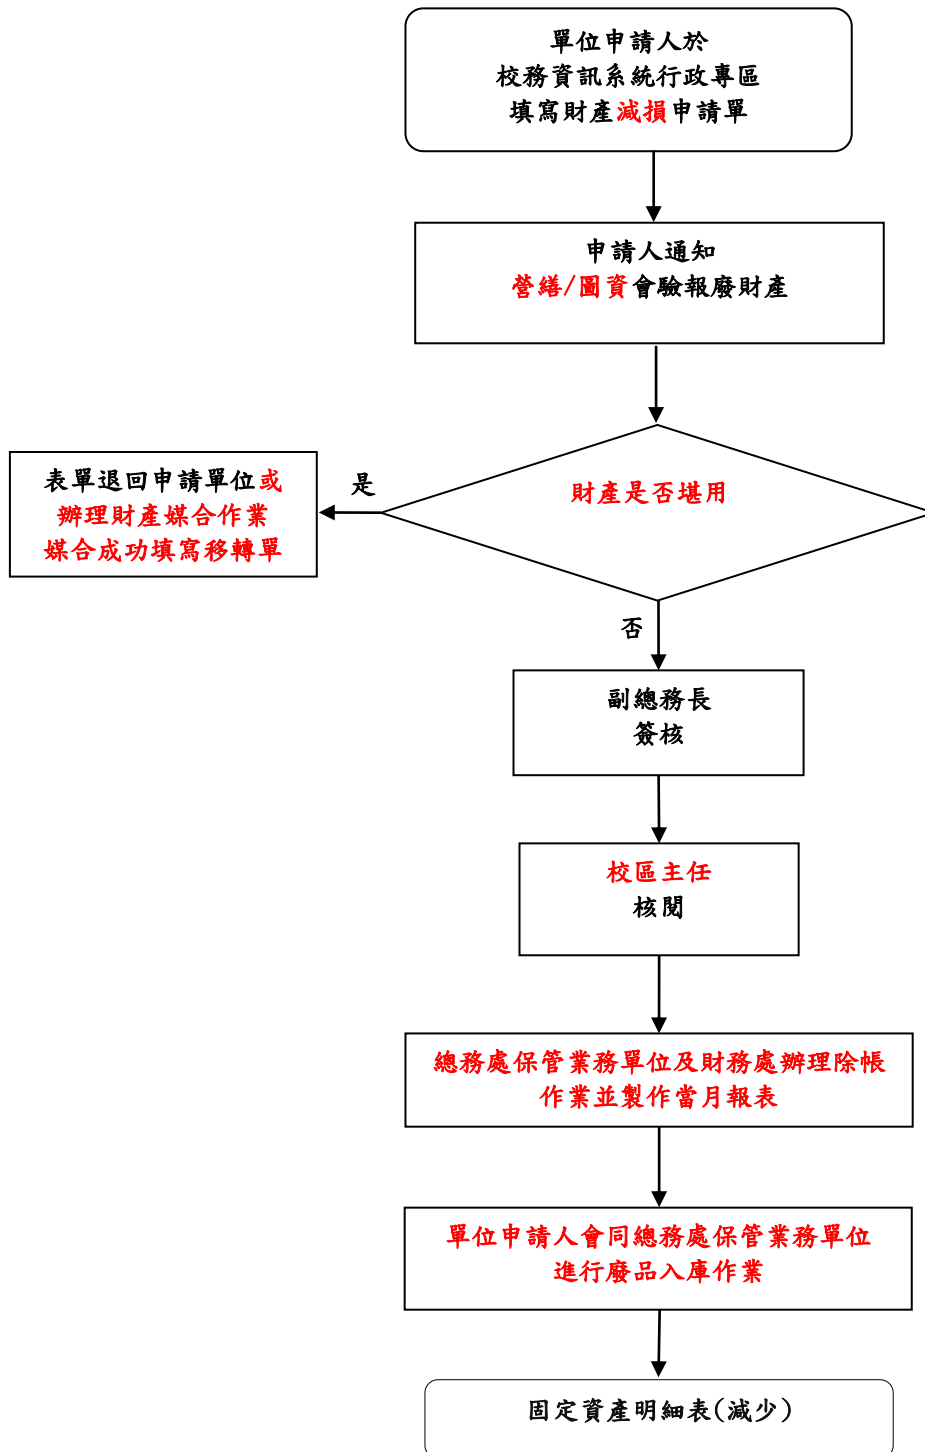 單位申請人於
校務資訊系統行政專區
填寫財產減損申請單
申請人通知
營繕/圖資會驗報廢財產
財產是否堪用
是
表單退回申請單位或
辦理財產媒合作業
媒合成功填寫移轉單
否
副總務長
簽核
校區主任
核閱
總務處保管業務單位及財務處辦理除帳
作業並製作當月報表
單位申請人會同總務處保管業務單位
進行廢品入庫作業
固定資產明細表(減少)